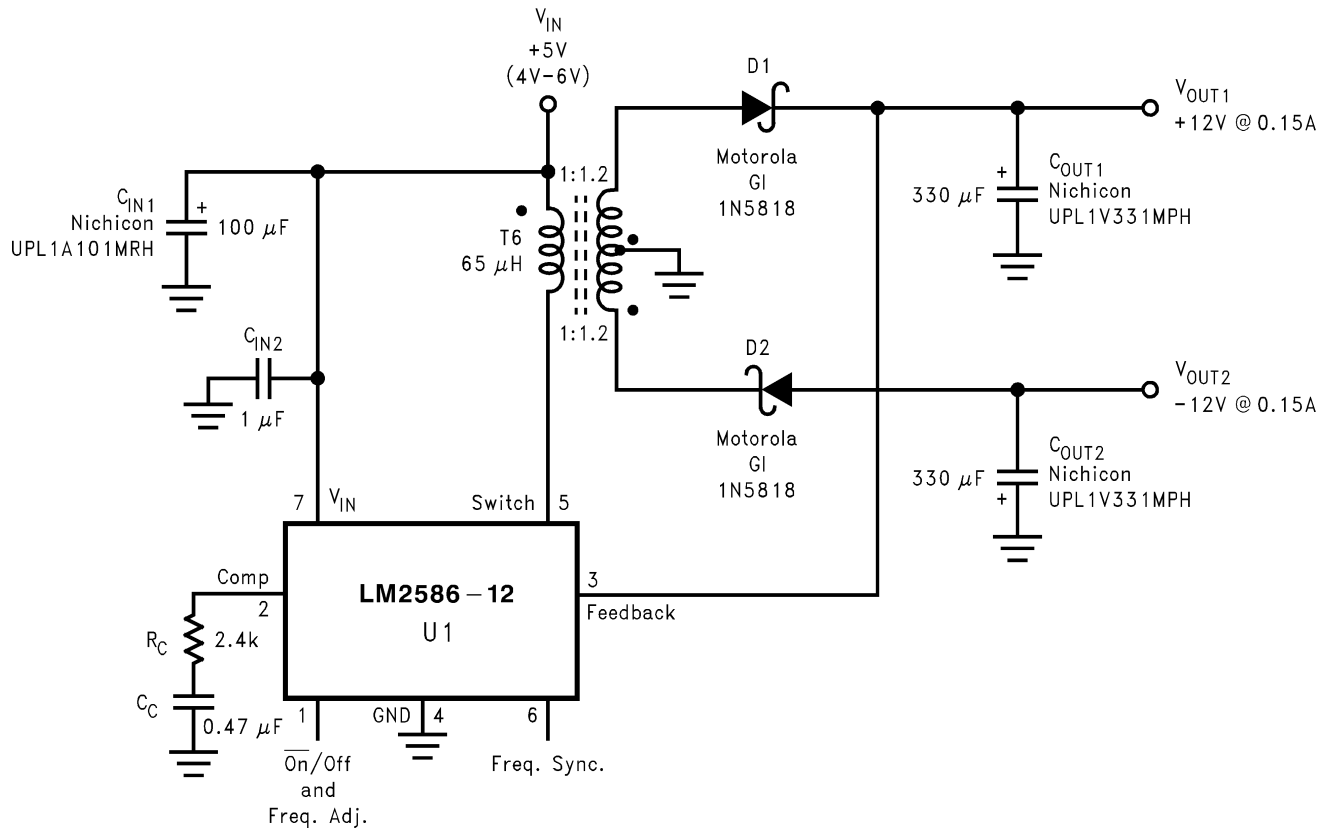 V_IN
+5V
(4V-6V)
D1
Motorola
GI
1N5818
V_OUT1
+12V @ 0.15A
C_IN1
Nichicon
UPL1A101MRH
+
100 μF
1:1.2
T6
65 μH
1:1.2
+
330 μF
C_OUT1
Nichicon
UPL1V331MPH
C_IN2
1 μF
D2
Motorola
GI
1N5818
V_OUT2
-12V @ 0.15A
330 μF
+
C_OUT2
Nichicon
UPL1V331MPH
7
V_IN
Switch
5
Comp
2
LM2586-12
U1
3
Feedback
R_C
2.4k
C_C
0.47 μF
1
GND
4
6
O̅n̅/Off
and
Freq. Adj.
Freq. Sync.